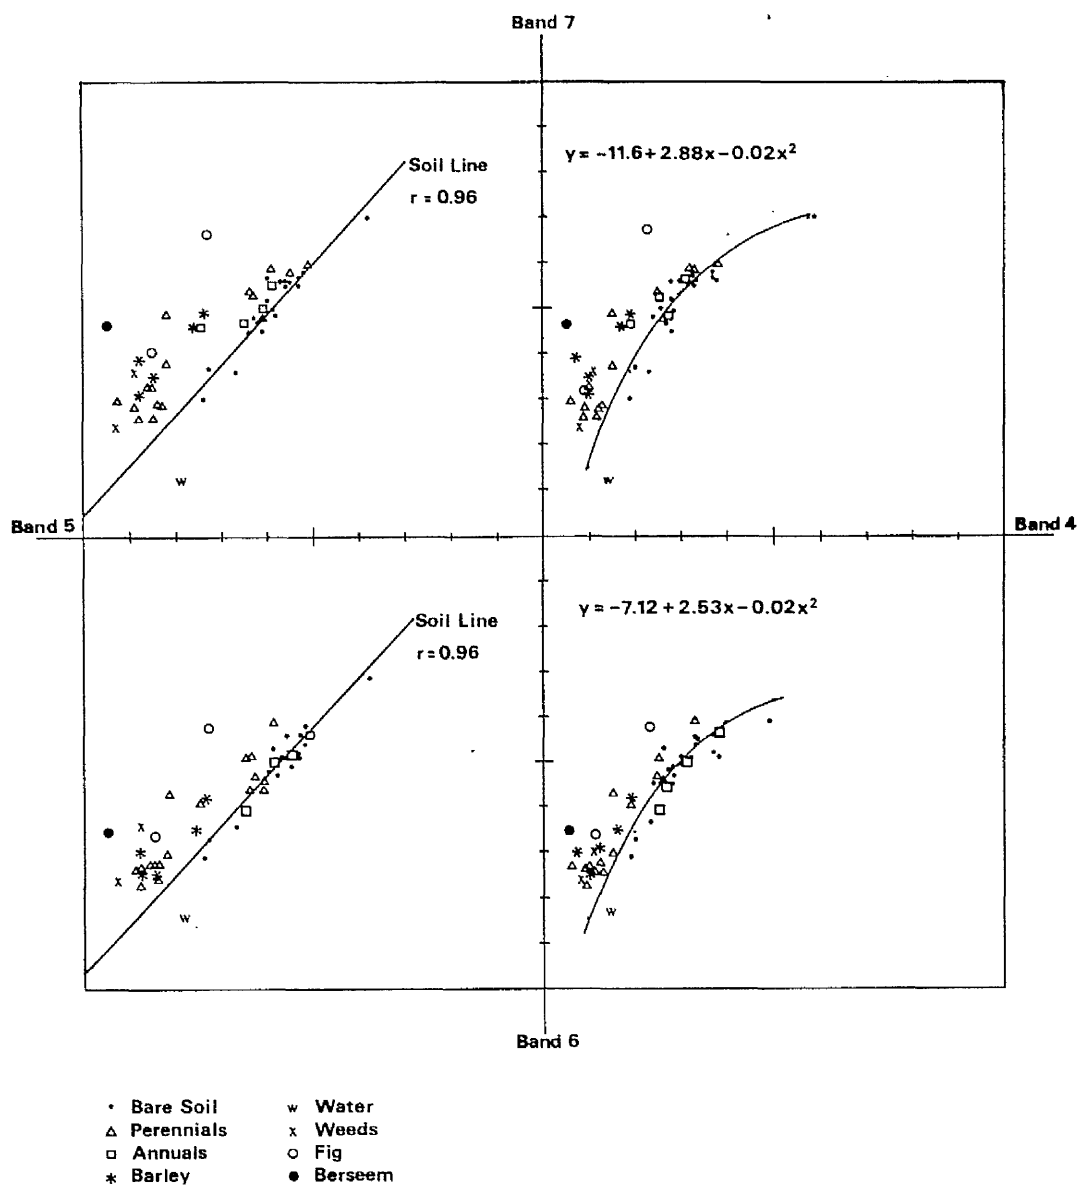 Band 7
y = -11.6+2.88x-0.02x²
Soil Line
r = 0.96
Band 5
Band 4
y = -7.12+2.53x-0.02x²
Soil Line
r = 0.96
Band 6
Bare Soil
Perennials
Annuals
Barley
w Water
x Weeds
Fig
Berseem